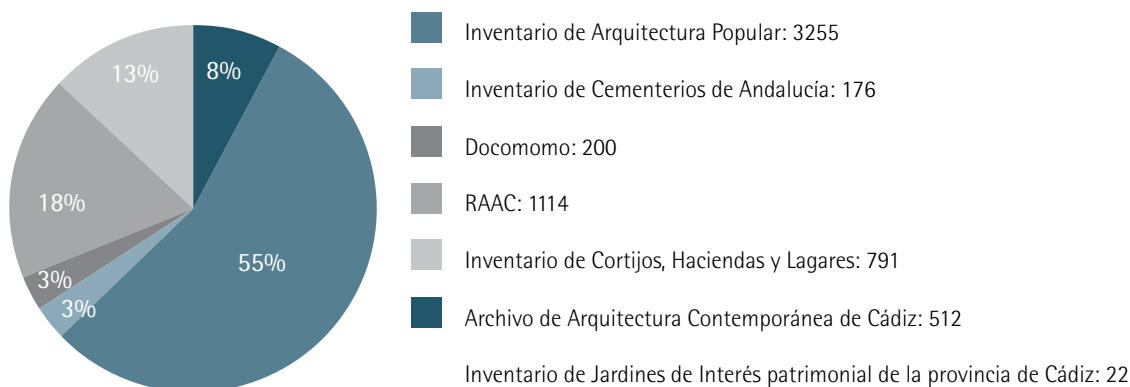 13%
8%
18%
3%
3%
55%
Inventario de Arquitectura Popular: 3255
Inventario de Cementerios de Andalucía: 176
Docomomo: 200
RAAC: 1114
Inventario de Cortijos, Haciendas y Lagares: 791
Archivo de Arquitectura Contemporánea de Cádiz: 512
Inventario de Jardines de Interés patrimonial de la provincia de Cádiz: 22